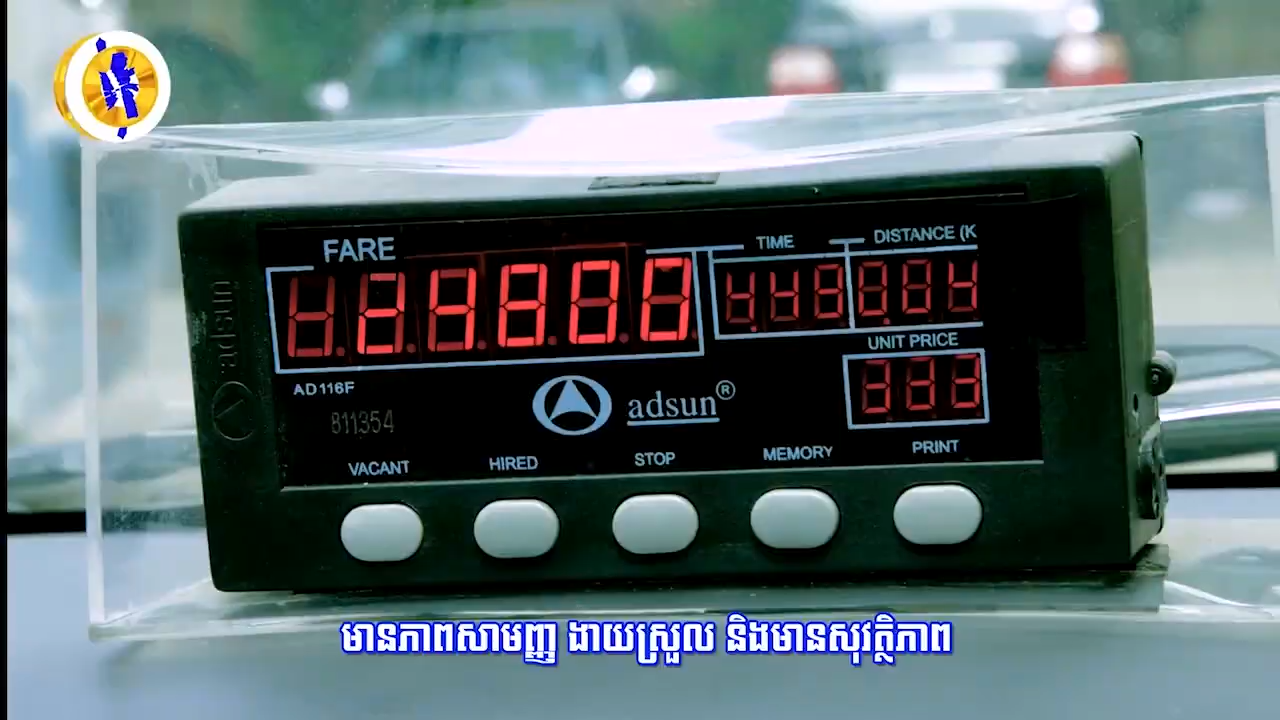 FARE
TIME
DISTANCE (K
UNIT PRICE
adsun
AD116F
811354
adsun®
VACANT
HIRED
STOP
MEMORY
PRINT
មានភាពសាមញ្ញ ងាយស្រួល និងមានសុវត្ថិភាព